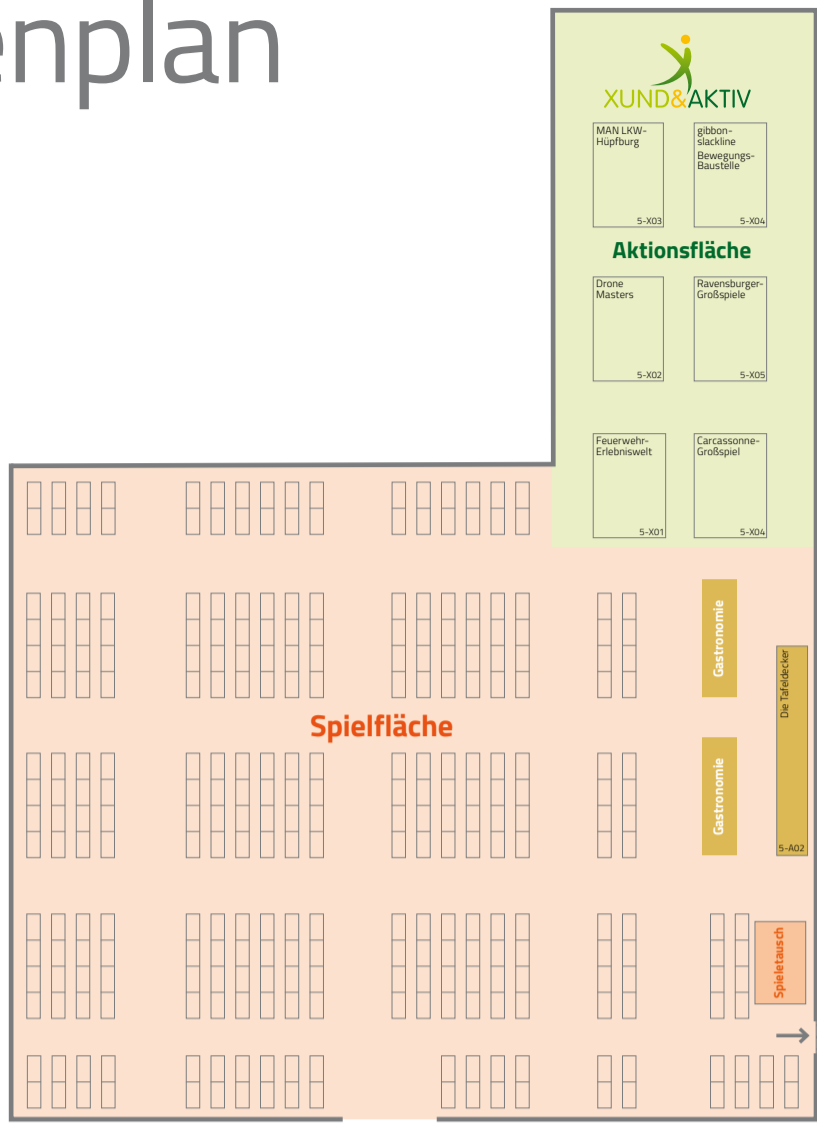 enplan
XUND&AKTIV
MAN LKW-
Hüpfburg
5-X03
gibbon-
slackline
Bewegungs-
Baustelle
5-X04
Aktionsfläche
Drone
Masters
5-X02
Ravensburger-
Großspiele
5-X05
Feuerwehr-
Erlebniswelt
5-X01
Carcassonne-
Großspiel
5-X04
Gastronomie
Die Tafeldecker
5-A02
Spielfläche
Gastronomie
Spieletausch